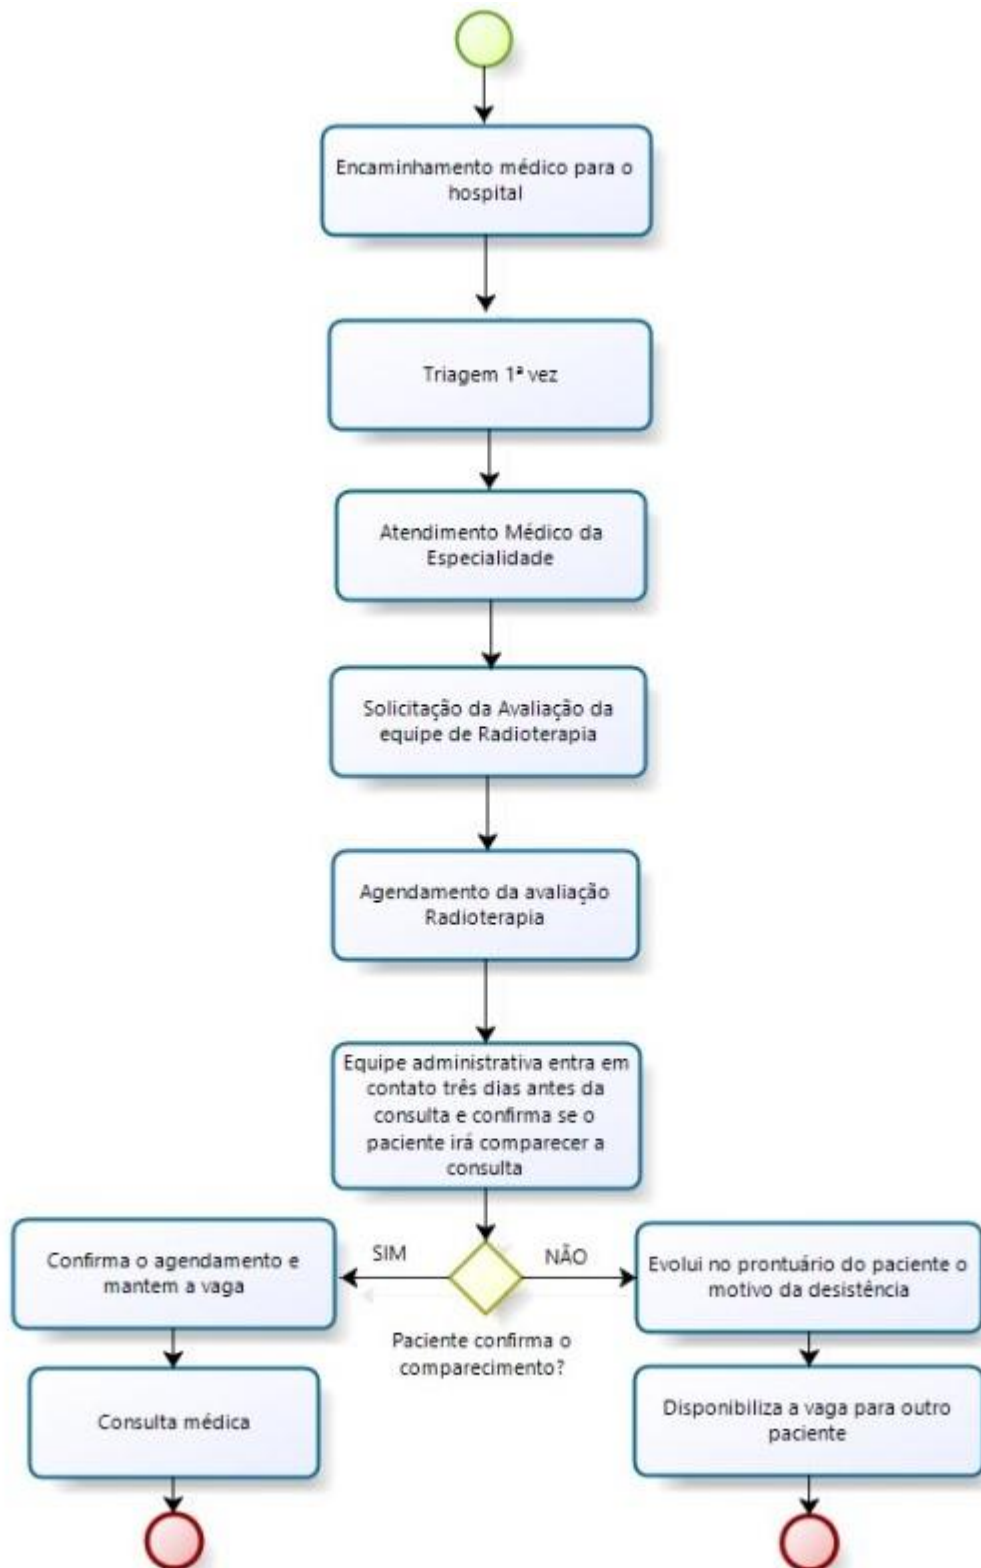 Encaminhamento médico para o
hospital
Triagem 1ª vez
Atendimento Médico da
Especialidade
Solicitação da Avaliação da
equipe de Radioterapia
Agendamento da avaliação
Radioterapia
Equipe administrativa entra em
contato três dias antes da
consulta e confirma se o
paciente irá comparecer a
consulta
SIM
NÃO
Confirma o agendamento e
mantem a vaga
Evolui no prontuário do paciente o
motivo da desistência
Paciente confirma o
comparecimento?
Consulta médica
Disponibiliza a vaga para outro
paciente